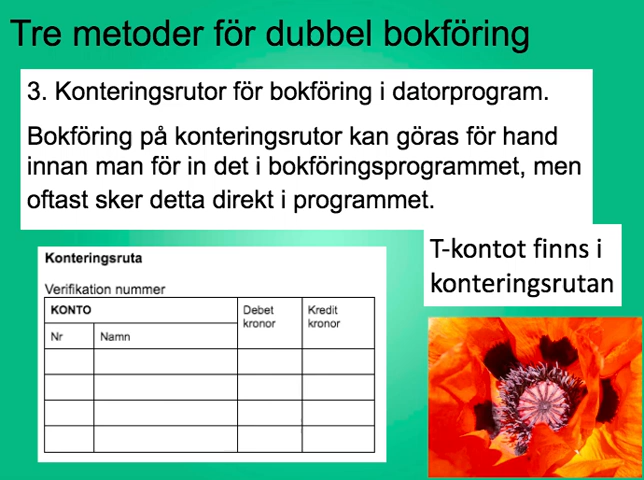 Tre metoder för dubbel bokföring
3. Konteringsrutor för bokföring i datorprogram.
Bokföring på konteringsrutor kan göras för hand
innan man för in det i bokföringsprogrammet, men
oftast sker detta direkt i programmet.
T-kontot finns i
konteringsrutan
Konteringsruta
Verifikation nummer
KONTO
Debet
kronor
Kredit
kronor
Nr
Namn